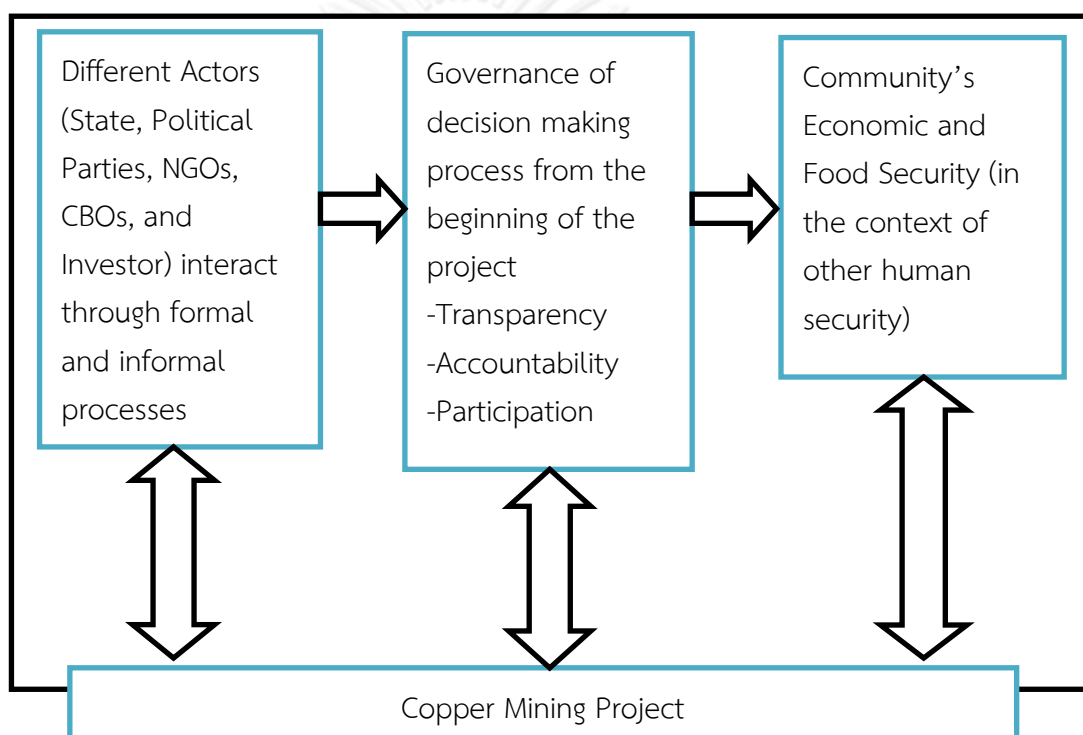 Different Actors
(State, Political
Parties, NGOs,
CBOs, and
Investor) interact
through formal
and informal
processes
Governance of
decision making
process from the
beginning of the
project
-Transparency
-Accountability
-Participation
Community’s
Economic and
Food Security (in
the context of
other human
security)
Copper Mining Project